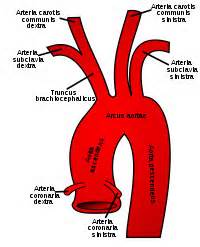 Arteria carotis
communis
dextra
Arteria carotis
communis
sinistra
Arteria
subclavia
dextra
Arteria
subclavia
sinistra
Truncus
brachiocephalicus
Arcus aortae
Aorta
ascendens
Aorta descendens
Arteria
coronaria
dextra
Arteria
coronaria
sinistra